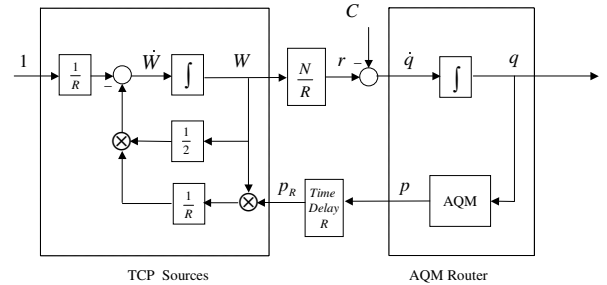 C
1
1
R
−
Ẇ
∫
W
N
R
r
−
q̇
∫
q
1
2
1
R
p_R
Time
Delay
R
p
AQM
TCP Sources
AQM Router